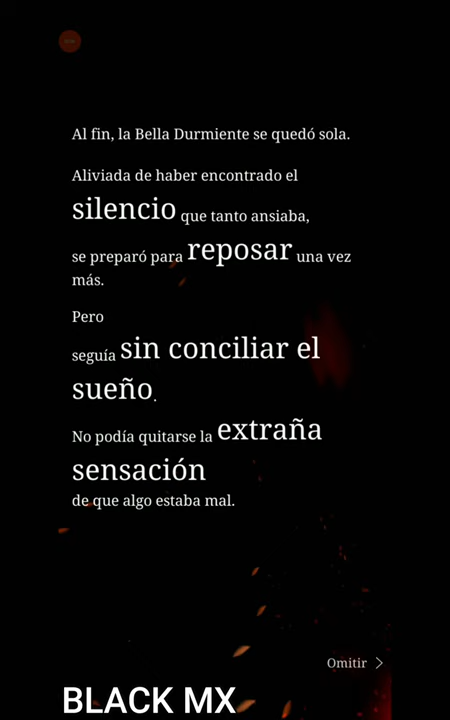 Al fin, la Bella Durmiente se quedó sola.
Aliviada de haber encontrado el
silencio que tanto ansiaba,
se preparó para reposar una vez
más.
Pero
seguía sin conciliar el
sueño.
No podía quitarse la extraña
sensación
de que algo estaba mal.
Omitir
BLACK MX